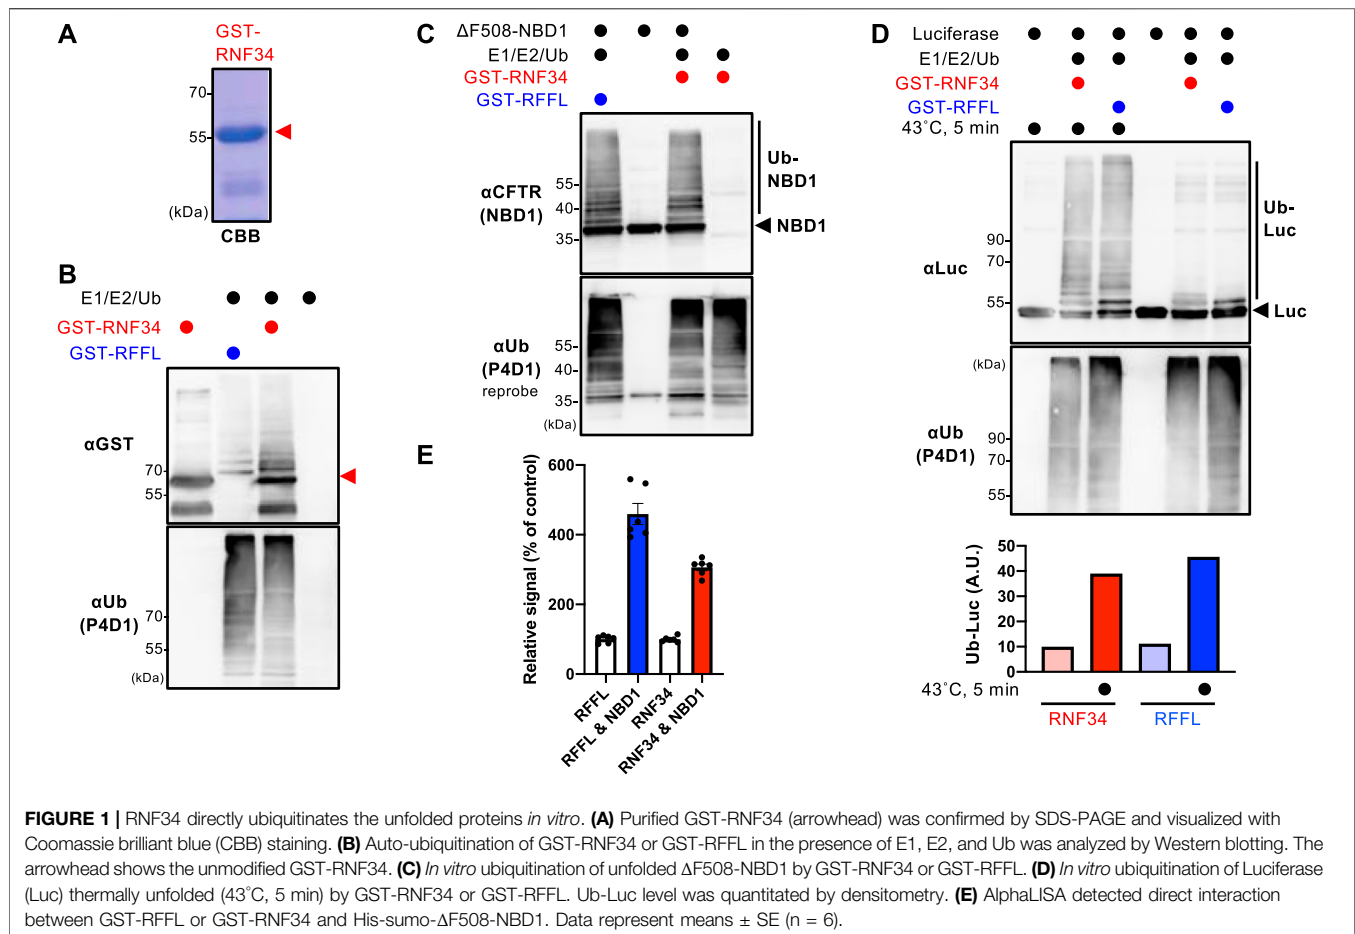 A
GST-
RNF34
70
55
(kDa)
CBB
B
E1/E2/Ub
GST-RNF34
GST-RFFL
αGST
70
55
αUb
(P4D1)
70
55
(kDa)
C
ΔF508-NBD1
E1/E2/Ub
GST-RNF34
GST-RFFL
αCFTR
(NBD1)
55
40
35
Ub-
NBD1
NBD1
αUb
(P4D1)
reprobe
55
40
35
(kDa)
D
Luciferase
E1/E2/Ub
GST-RNF34
GST-RFFL
43˚C, 5 min
αLuc
90
70
55
Ub-
Luc
Luc
(kDa)
αUb
(P4D1)
90
70
55
Ub-Luc (A.U.)
50
40
30
20
10
0
43˚C, 5 min
RNF34
RFFL
E
Relative signal (% of control)
600
400
200
0
RFFL
RFFL & NBD1
RNF34
RNF34 & NBD1
FIGURE 1 | RNF34 directly ubiquitinates the unfolded proteins in vitro. (A) Purified GST-RNF34 (arrowhead) was confirmed by SDS-PAGE and visualized with
Coomassie brilliant blue (CBB) staining. (B) Auto-ubiquitination of GST-RNF34 or GST-RFFL in the presence of E1, E2, and Ub was analyzed by Western blotting. The
arrowhead shows the unmodified GST-RNF34. (C) In vitro ubiquitination of unfolded ΔF508-NBD1 by GST-RNF34 or GST-RFFL. (D) In vitro ubiquitination of Luciferase
(Luc) thermally unfolded (43°C, 5 min) by GST-RNF34 or GST-RFFL. Ub-Luc level was quantitated by densitometry. (E) AlphaLISA detected direct interaction
between GST-RFFL or GST-RNF34 and His-sumo-ΔF508-NBD1. Data represent means ± SE (n = 6).